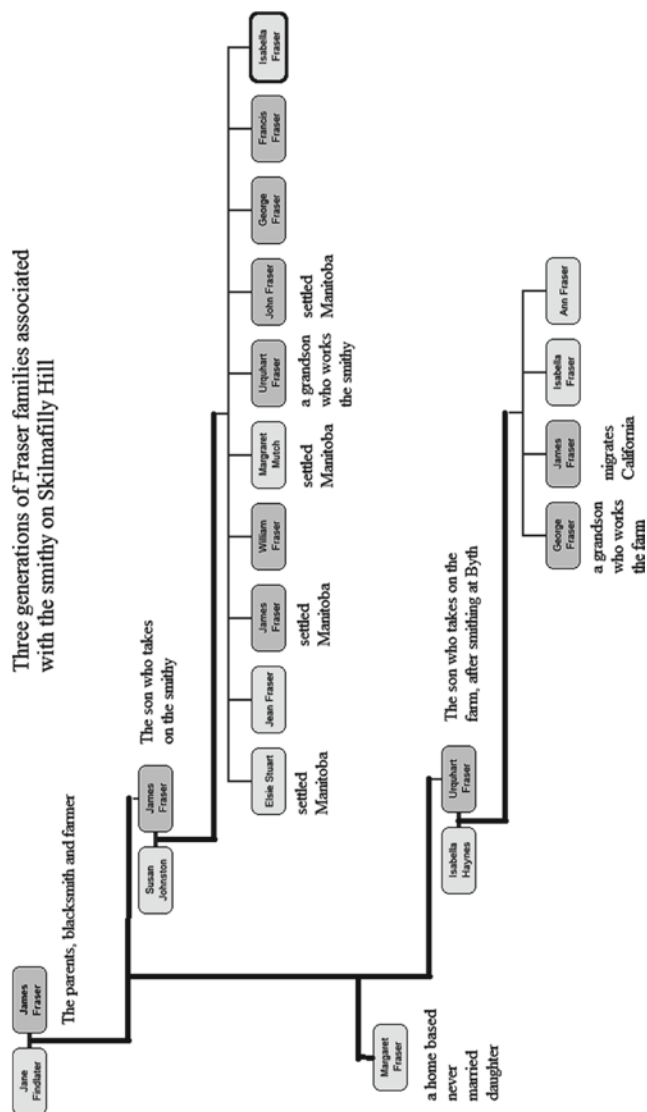 Three generations of Fraser families associated
with the smithy on Skilmafilly Hill
Jane
Findlater
James
Fraser
The parents, blacksmith and farmer
Susan
Johnston
James
Fraser
The son who takes
on the smithy
Elsie Stuart
settled
Manitoba
Jean Fraser
James
Fraser
settled
Manitoba
William
Fraser
Margraret
Mutch
settled
Manitoba
Urquhart
Fraser
a grandson
who works
the smithy
John Fraser
settled
Manitoba
George
Fraser
Francis
Fraser
Isabella
Fraser
Margaret
Fraser
a home based
never
married
daughter
Isabella
Haynes
Urquhart
Fraser
The son who takes on the
farm, after smithing at Byth
George
Fraser
a grandson
who works
the farm
James
Fraser
migrates
California
Isabella
Fraser
Ann Fraser